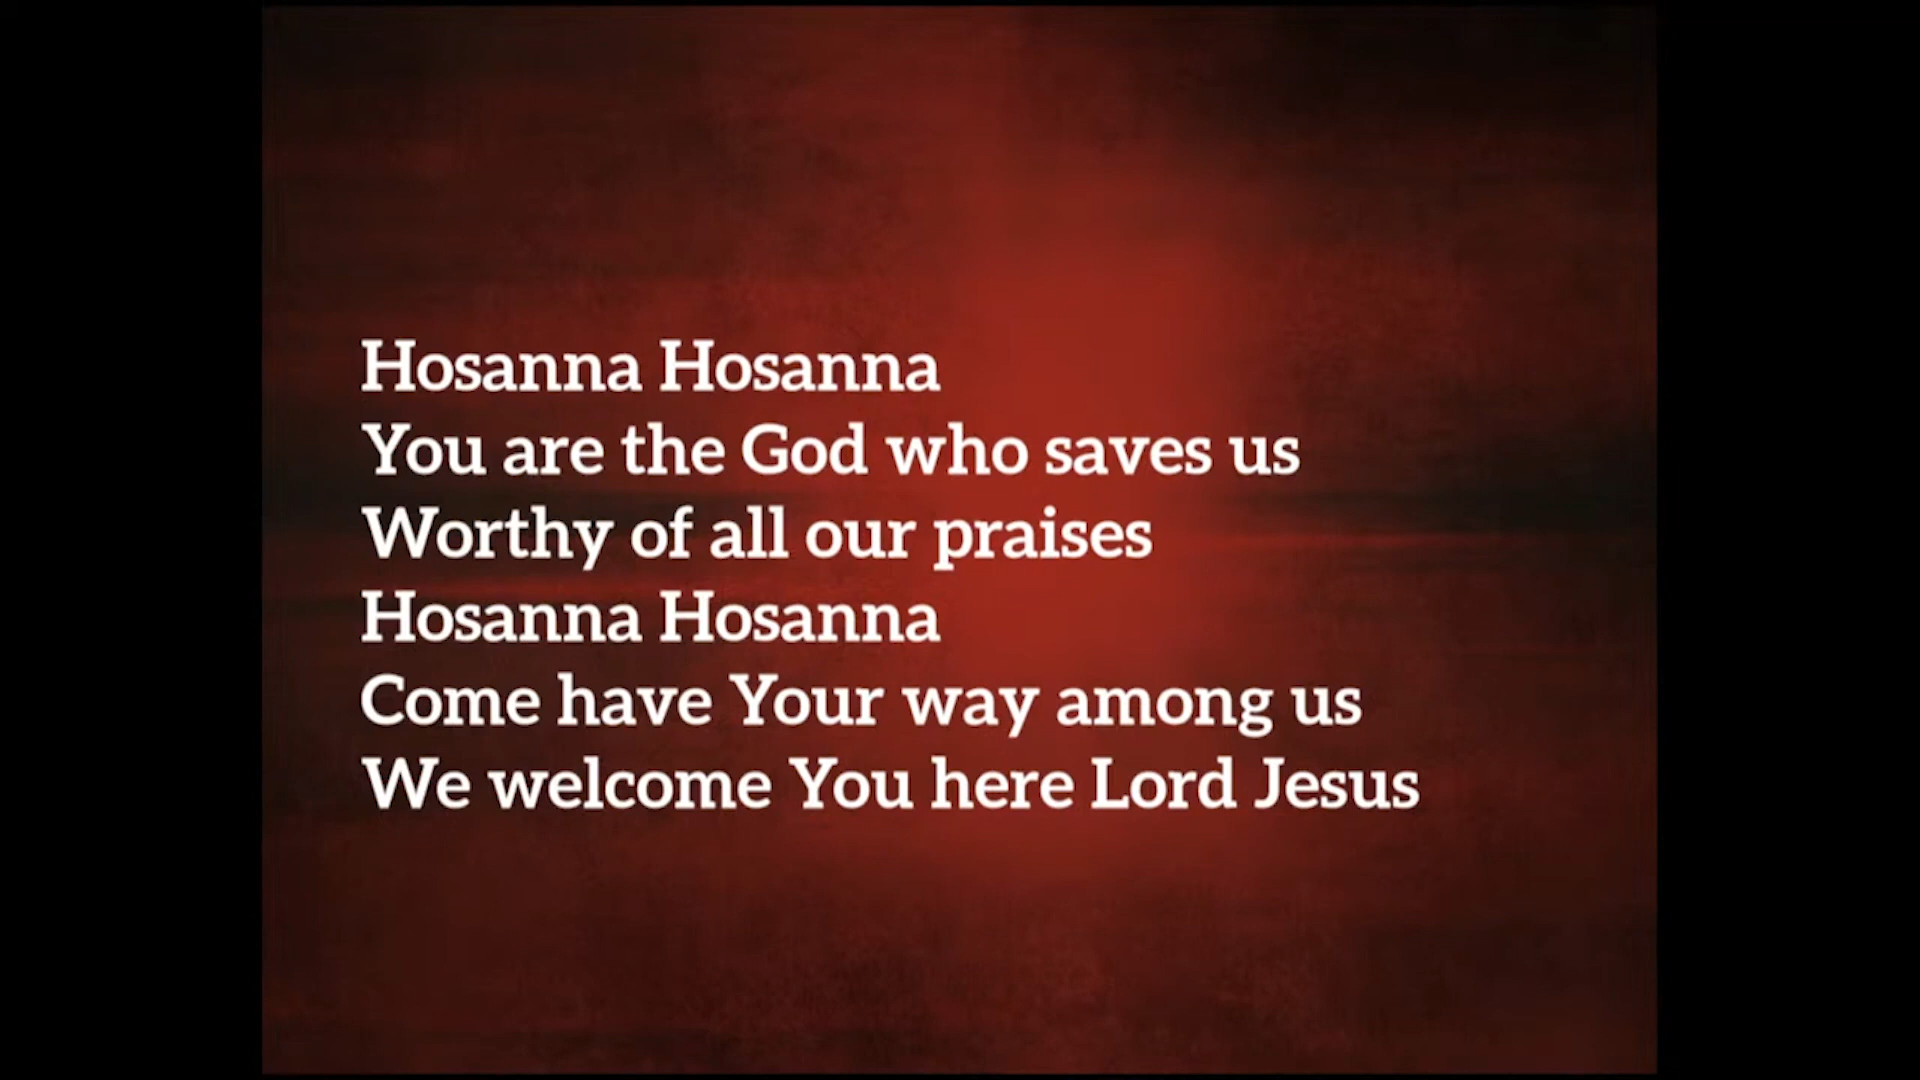 Hosanna Hosanna
You are the God who saves us
Worthy of all our praises
Hosanna Hosanna
Come have Your way among us
We welcome You here Lord Jesus